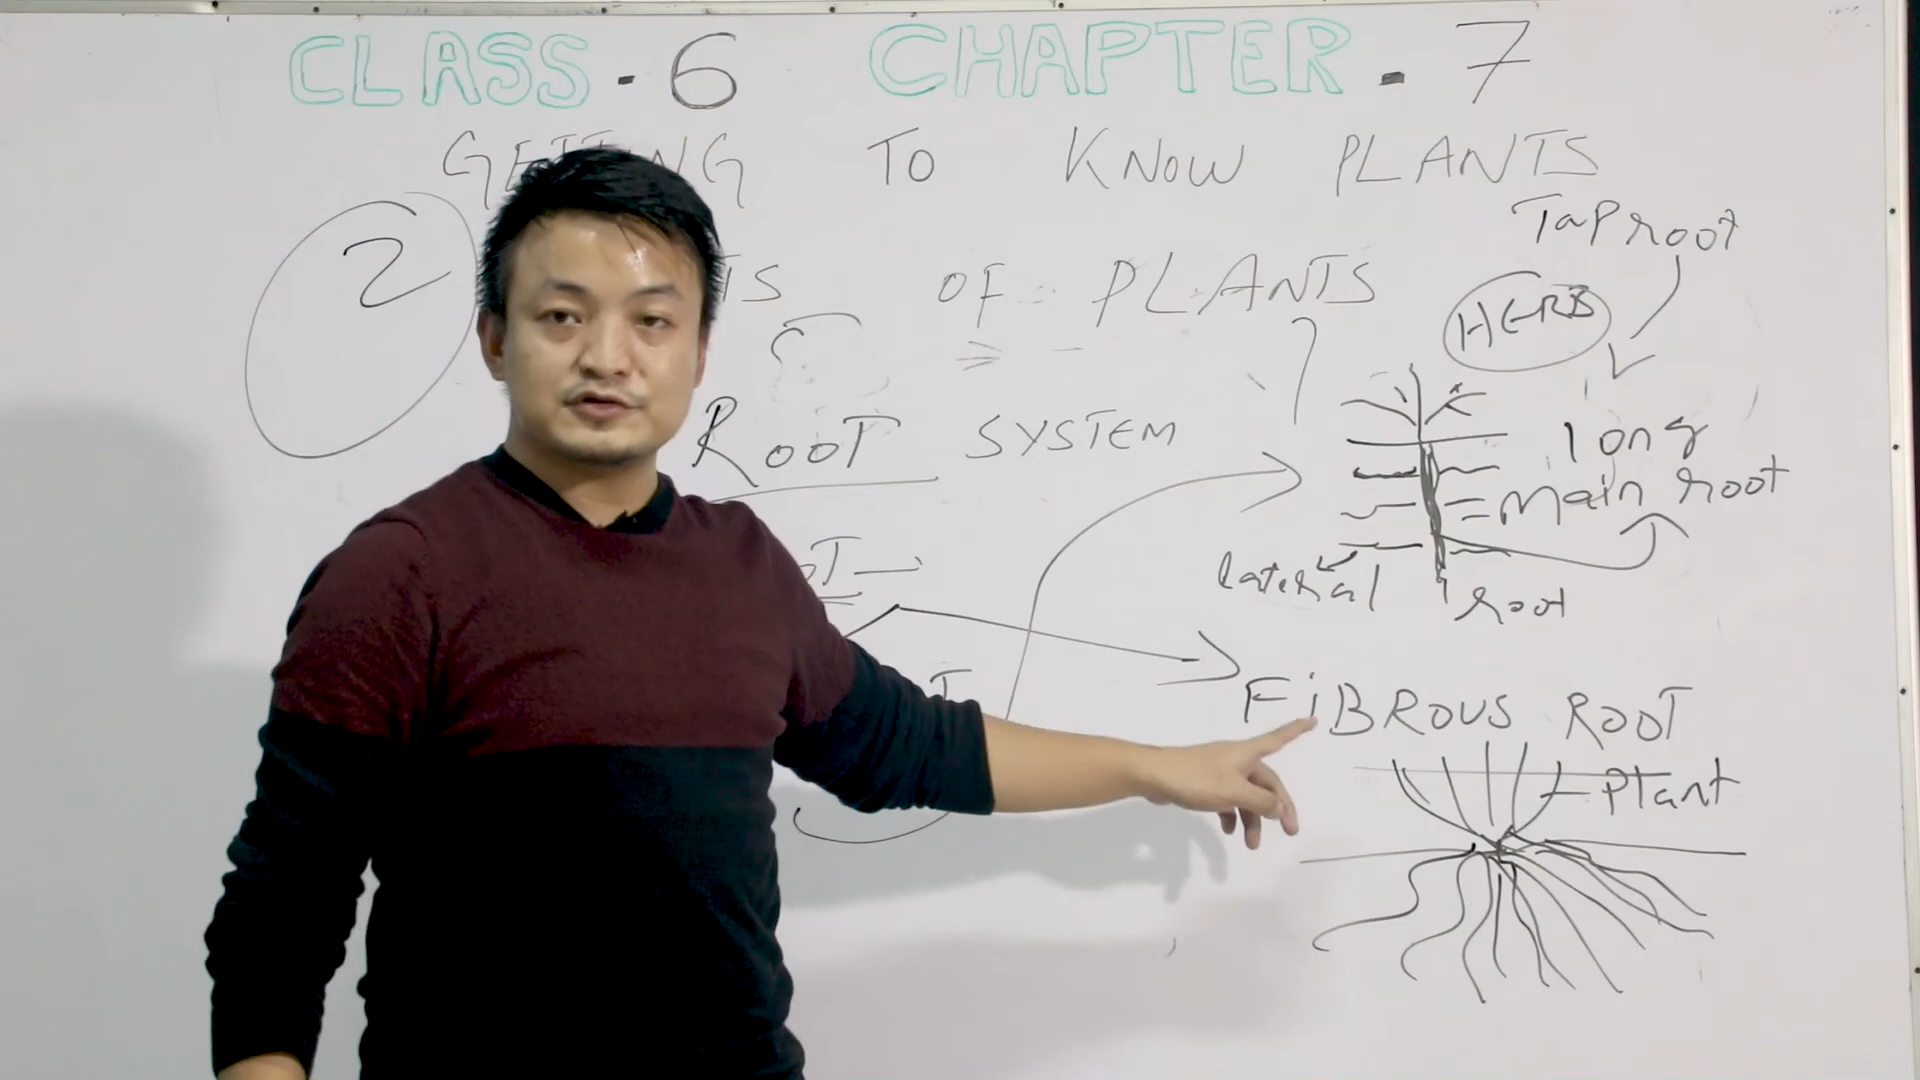 CLASS - 6 CHAPTER - 7
GETTING TO KNOW PLANTS
2
OF PLANTS
Tap root
HERB
ROOT SYSTEM
long
main root
lateral root
FiBROUS ROOT
Plant